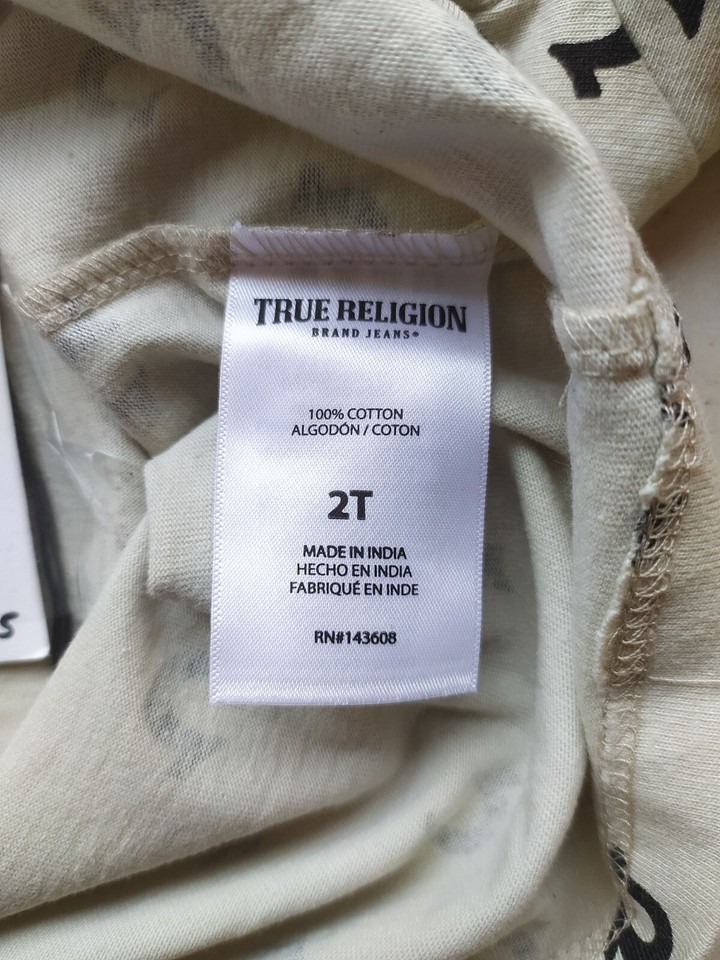 TRUE RELIGION
BRAND JEANS®
100% COTTON
ALGODÓN / COTON
2T
MADE IN INDIA
HECHO EN INDIA
FABRIQUÉ EN INDE
RN#143608
S